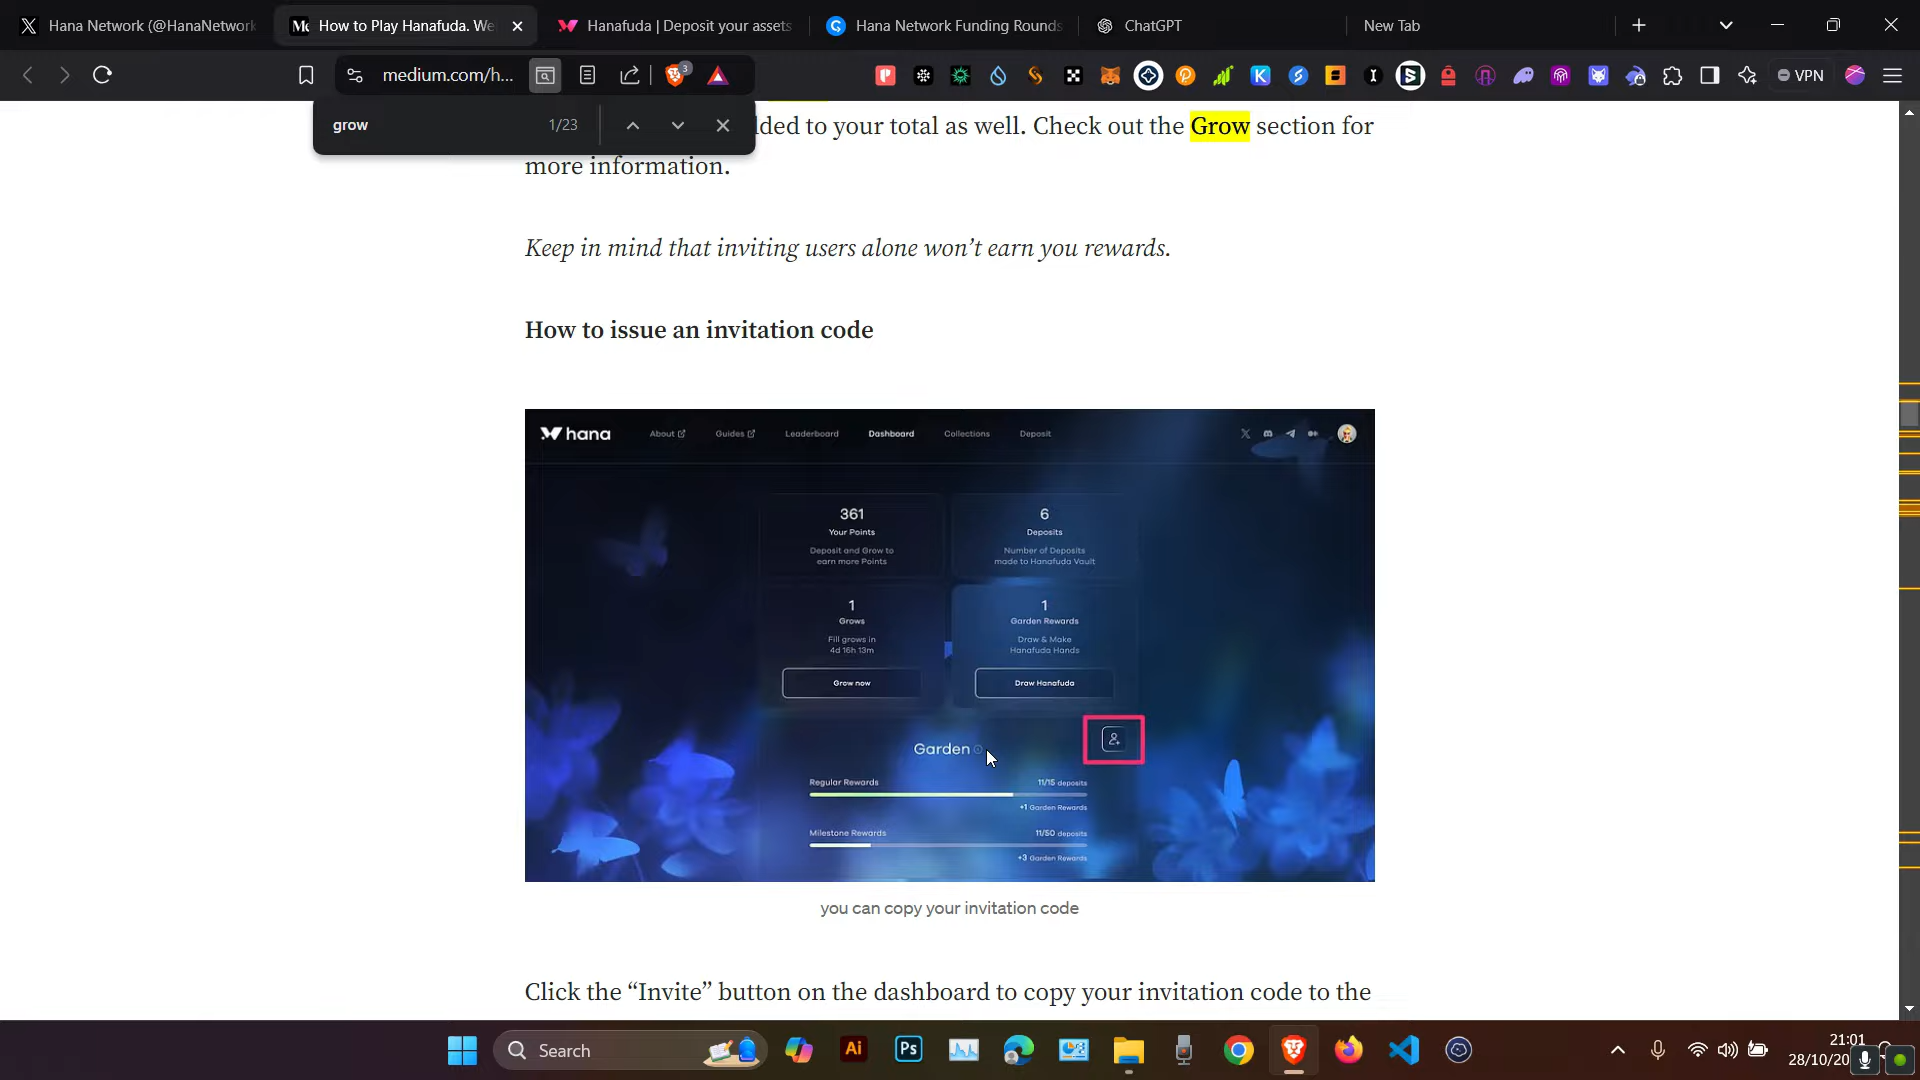 Hana Network (@HanaNetwork
How to Play Hanafuda. We
Hanafuda | Deposit your assets
Hana Network Funding Rounds
ChatGPT
New Tab
medium.com/h...
3
VPN
grow
1/23
dded to your total as well. Check out the Grow section for
more information.
Keep in mind that inviting users alone won’t earn you rewards.
How to issue an invitation code
hana
About
Guides
Leaderboard
Dashboard
Collections
Deposit
361
Your Points
Deposit and Grow to
earn more Points
6
Deposits
Number of Deposits
made to Hanafuda Vault
1
Grows
Fill grows in
4d 16h 13m
Grow now
1
Garden Rewards
Draw & Make
Hanafuda Hands
Draw Hanafuda
Garden
Regular Rewards
11/15 deposits
+1 Garden Rewards
Milestone Rewards
11/50 deposits
+3 Garden Rewards
you can copy your invitation code
Click the “Invite” button on the dashboard to copy your invitation code to the
Search
Ai
Ps
21:01
28/10/20